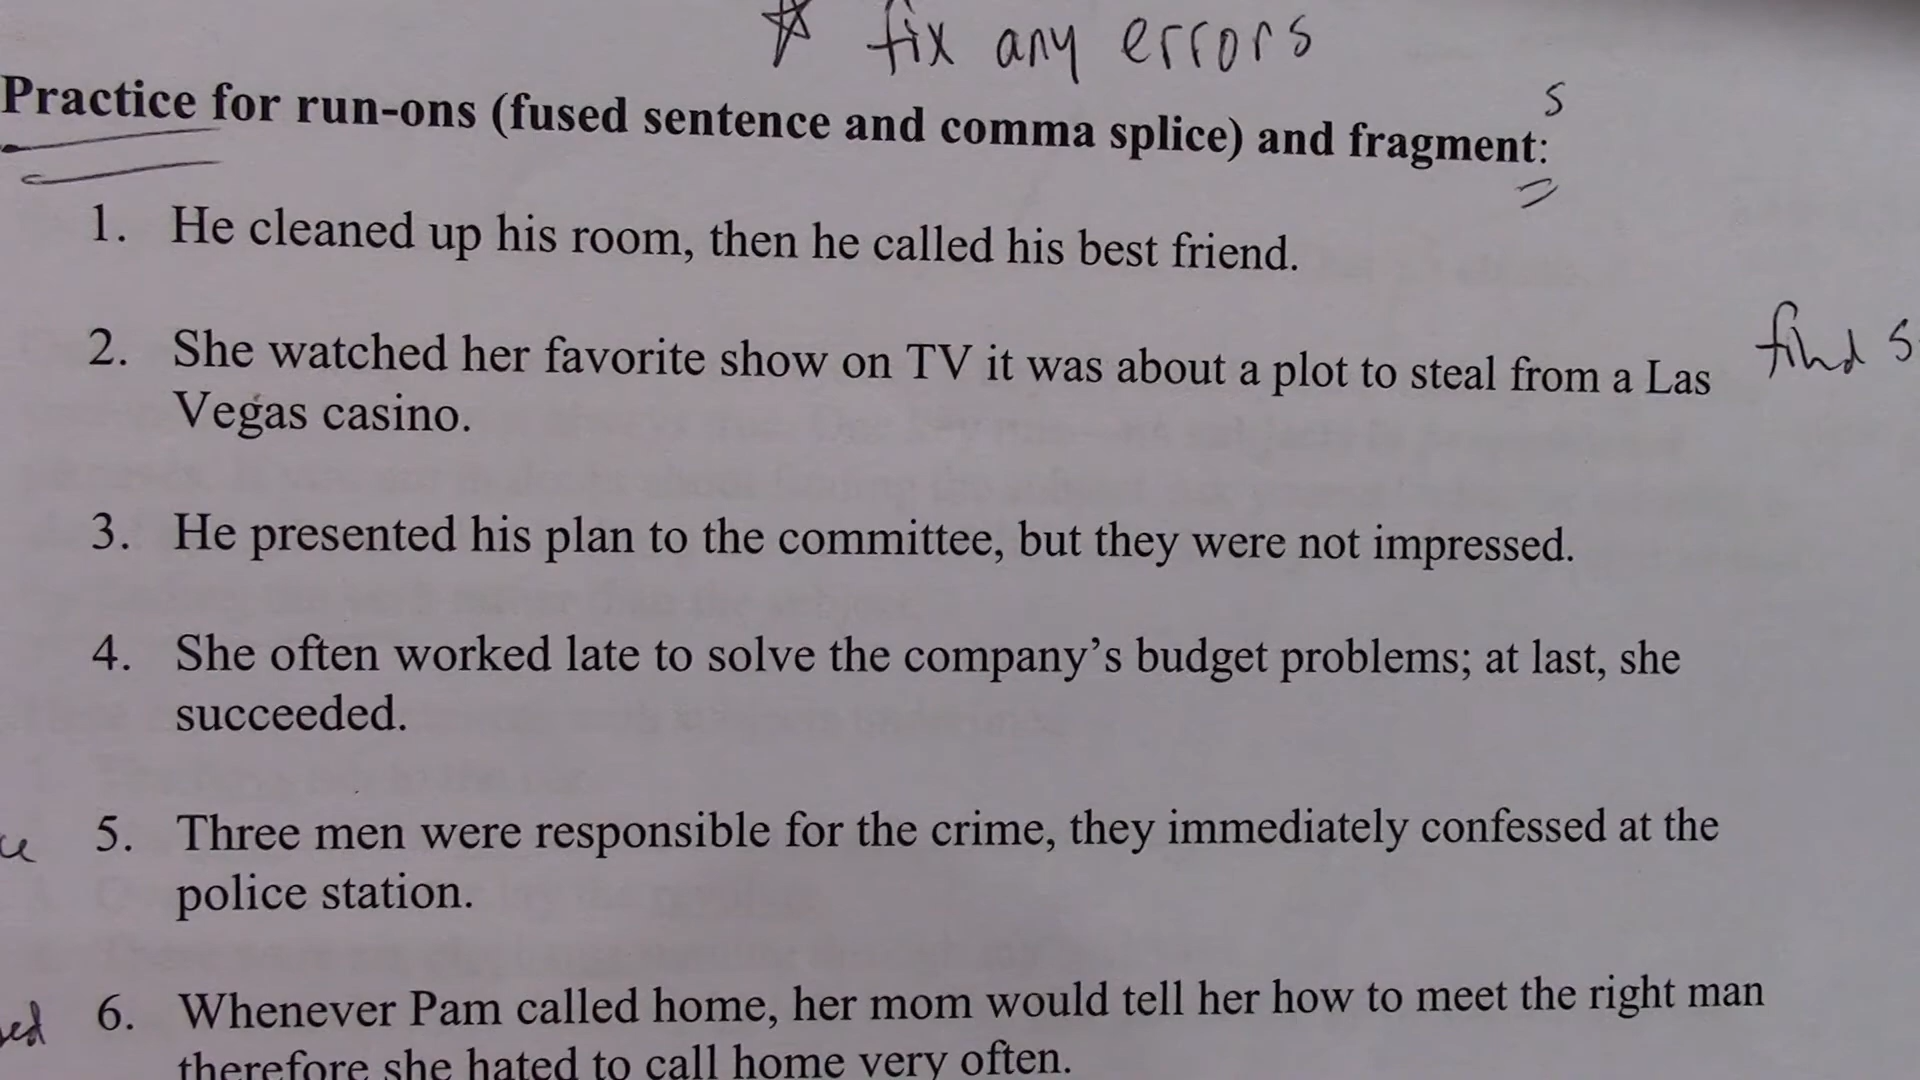 ☆ fix any errors
Practice for run-ons (fused sentence and comma splice) and fragment: s
1. He cleaned up his room, then he called his best friend.
2. She watched her favorite show on TV it was about a plot to steal from a Las
Vegas casino.
find
3. He presented his plan to the committee, but they were not impressed.
4. She often worked late to solve the company's budget problems; at last, she
succeeded.
5. Three men were responsible for the crime, they immediately confessed at the
police station.
6. Whenever Pam called home, her mom would tell her how to meet the right man
therefore she hated to call home very often.